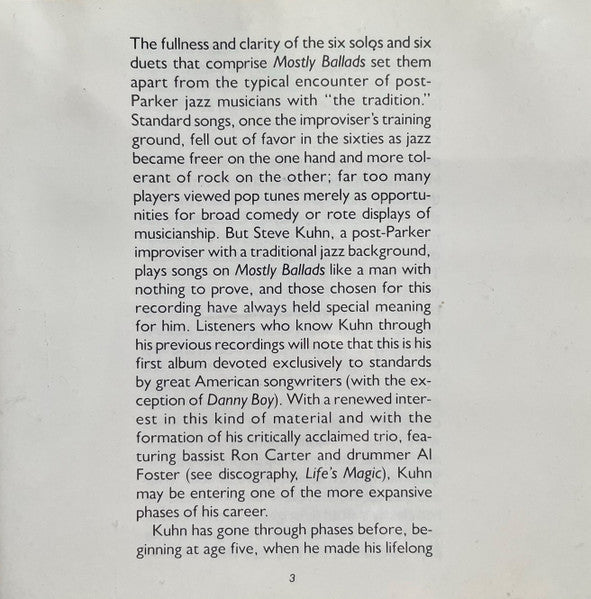 The fullness and clarity of the six solos and six
duets that comprise Mostly Ballads set them
apart from the typical encounter of post-
Parker jazz musicians with “the tradition.”
Standard songs, once the improviser's training
ground, fell out of favor in the sixties as jazz
became freer on the one hand and more tol-
erant of rock on the other; far too many
players viewed pop tunes merely as opportu-
nities for broad comedy or rote displays of
musicianship. But Steve Kuhn, a post-Parker
improviser with a traditional jazz background,
plays songs on Mostly Ballads like a man with
nothing to prove, and those chosen for this
recording have always held special meaning
for him. Listeners who know Kuhn through
his previous recordings will note that this is his
first album devoted exclusively to standards
by great American songwriters (with the ex-
ception of Danny Boy). With a renewed inter-
est in this kind of material and with the
formation of his critically acclaimed trio, fea-
turing bassist Ron Carter and drummer Al
Foster (see discography, Life's Magic), Kuhn
may be entering one of the more expansive
phases of his career.
Kuhn has gone through phases before, be-
ginning at age five, when he made his lifelong
3